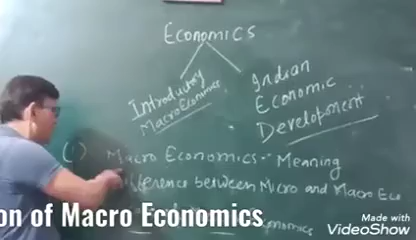 Economics
Introductory
Macro Economics
Indian
Economic
Development
(1) Macro Economics - Meaning
Difference between Micro and Macro Eco
on of Macro Economics
Economics
Made with
VideoShow